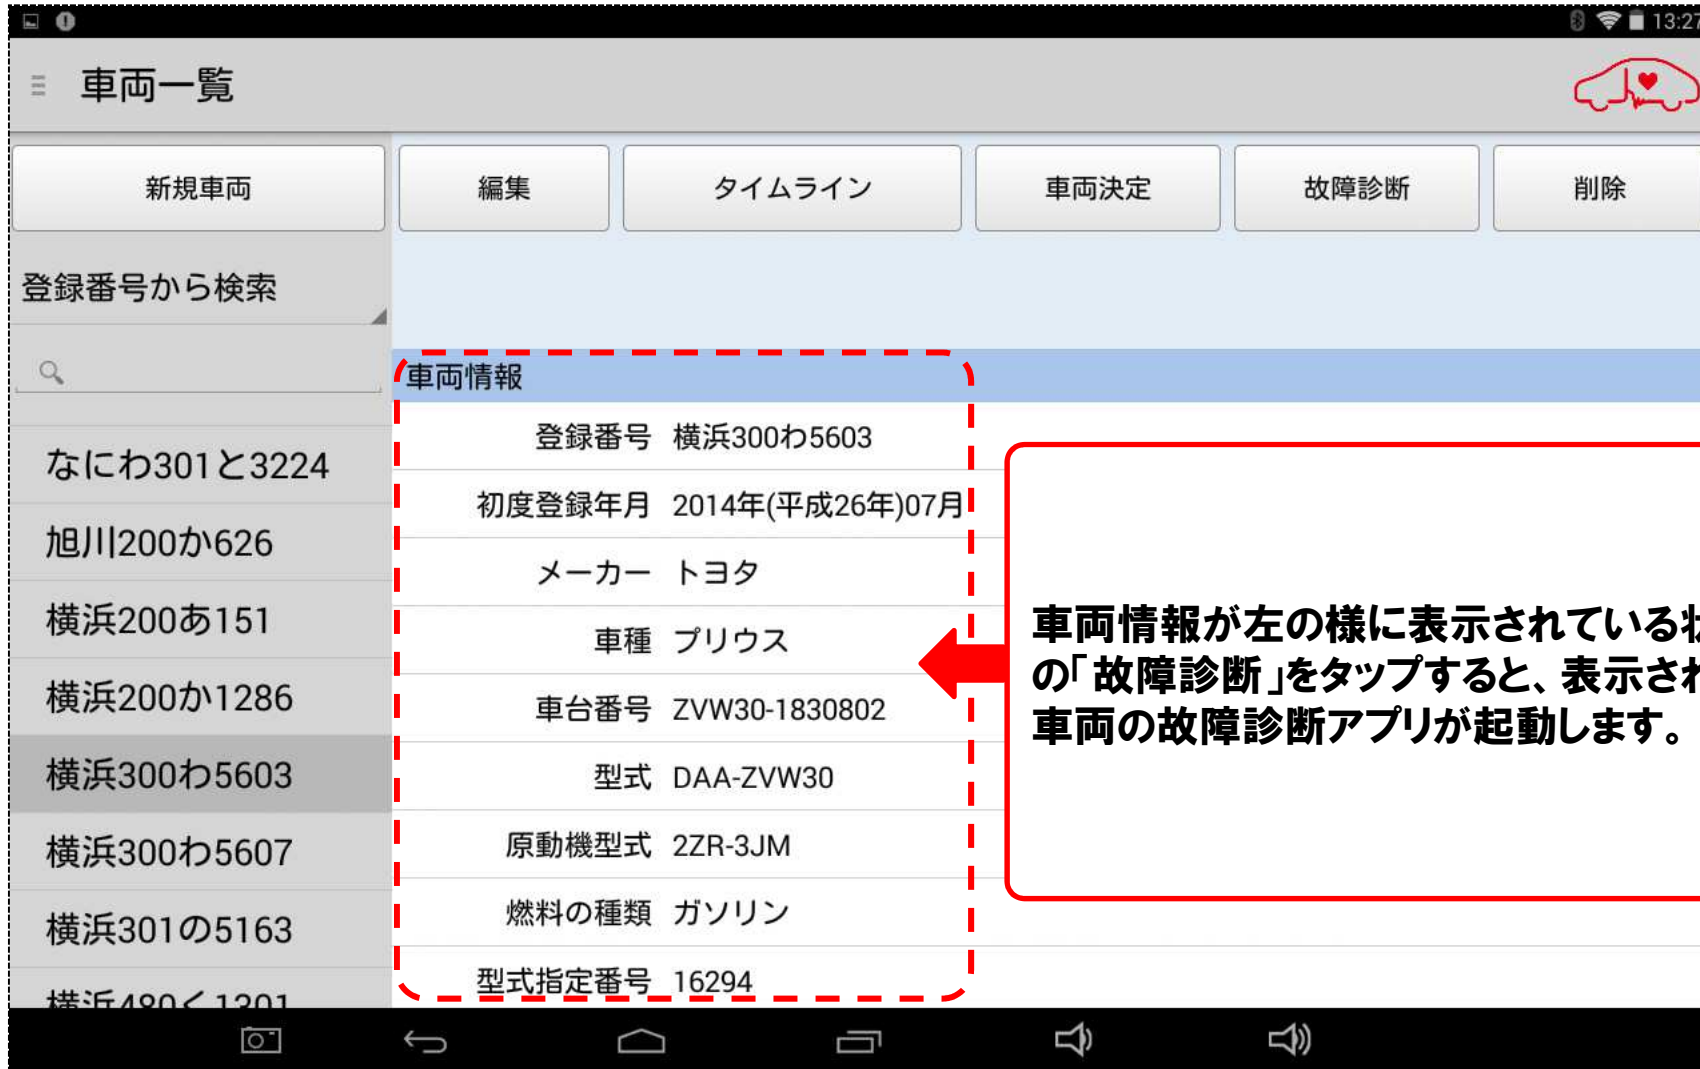 13:27
車両一覧
新規車両
編集
タイムライン
車両決定
故障診断
削除
登録番号から検索
なにわ301と3224
旭川200か626
横浜200あ151
横浜200か1286
横浜300わ5603
横浜300わ5607
横浜301の5163
横浜480く1301
車両情報
登録番号 横浜300わ5603
初度登録年月 2014年(平成26年)07月
メーカー トヨタ
車種 プリウス
車台番号 ZVW30-1830802
型式 DAA-ZVW30
原動機型式 2ZR-3JM
燃料の種類 ガソリン
型式指定番号 16294
車両情報が左の様に表示されている状
の「故障診断」をタップすると、表示され
車両の故障診断アプリが起動します。